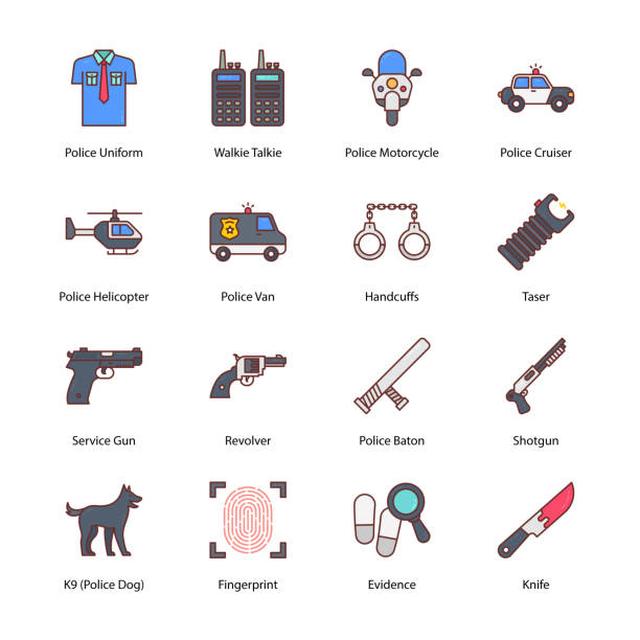 Police Uniform
Walkie Talkie
Police Motorcycle
Police Cruiser
Police Helicopter
Police Van
Handcuffs
Taser
Service Gun
Revolver
Police Baton
Shotgun
K9 (Police Dog)
Fingerprint
Evidence
Knife